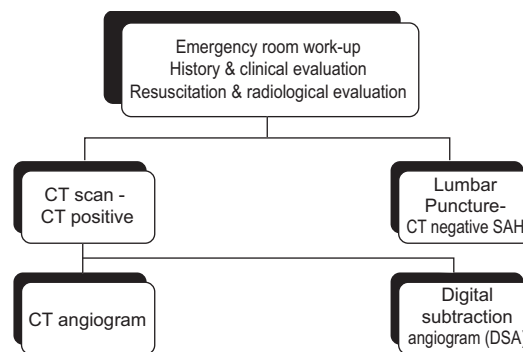 Emergency room work-up
History & clinical evaluation
Resuscitation & radiological evaluation
CT scan -
CT positive
Lumbar
Puncture-
CT negative SAH
CT angiogram
Digital
subtraction
angiogram (DSA)